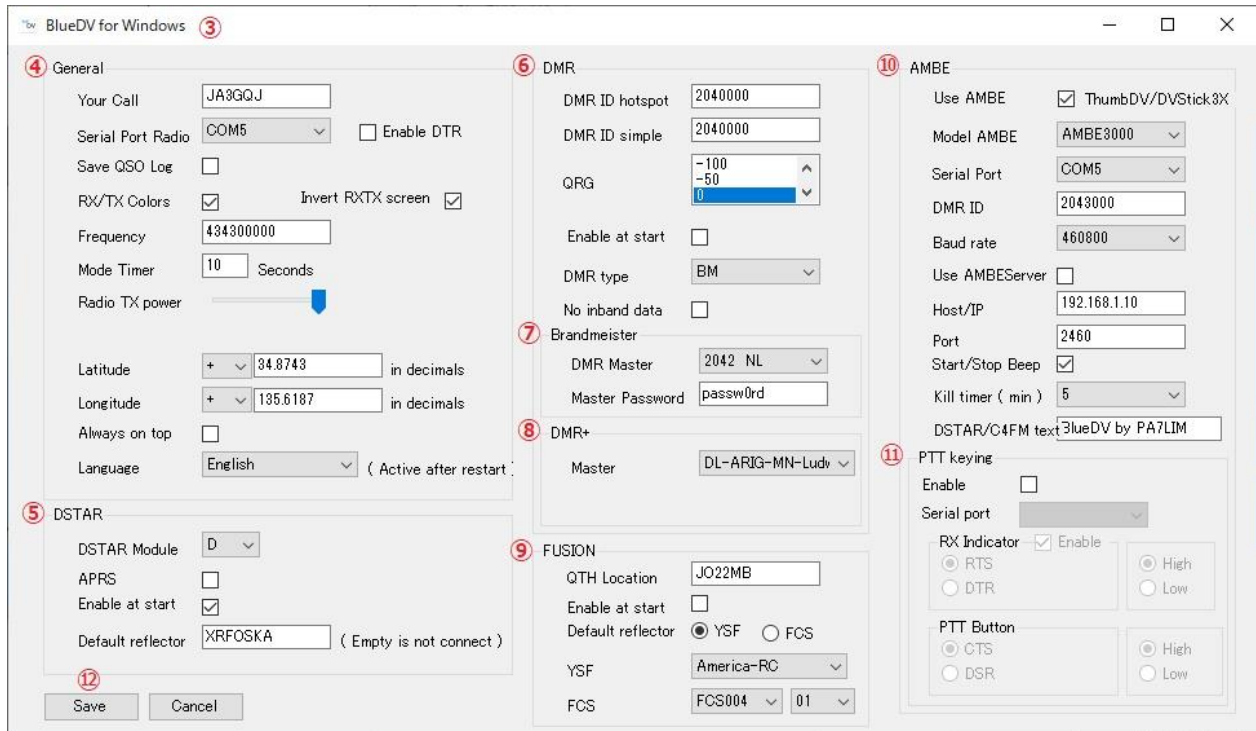 BlueDV for Windows ③
④ General
Your Call JA3GQJ
Serial Port Radio COM5 Enable DTR
Save QSO Log
RX/TX Colors Invert RXTX screen
Frequency 434300000
Mode Timer 10 Seconds
Radio TX power
Latitude + 34.8743 in decimals
Longitude + 135.6187 in decimals
Always on top
Language English ( Active after restart
⑤ DSTAR
DSTAR Module D
APRS
Enable at start
Default reflector XRFOSKA ( Empty is not connect )
⑫
Save Cancel
⑥ DMR
DMR ID hotspot 2040000
DMR ID simple 2040000
QRG
-100
-50
0
Enable at start
DMR type BM
No inband data
⑦ Brandmeister
DMR Master 2042 NL
Master Password passw0rd
⑧ DMR+
Master DL-ARIG-MN-Ludw
⑨ FUSION
QTH Location JO22MB
Enable at start
Default reflector YSF FCS
YSF America-RC
FCS FCS004 01
⑩ AMBE
Use AMBE ThumbDV/DVStick3X
Model AMBE AMBE3000
Serial Port COM5
DMR ID 2043000
Baud rate 460800
Use AMBEServer
Host/IP 192.168.1.10
Port 2460
Start/Stop Beep
Kill timer ( min ) 5
DSTAR/C4FM text BlueDV by PA7LIM
⑪ PTT keying
Enable
Serial port
RX Indicator Enable
RTS High
DTR Low
PTT Button
CTS High
DSR Low